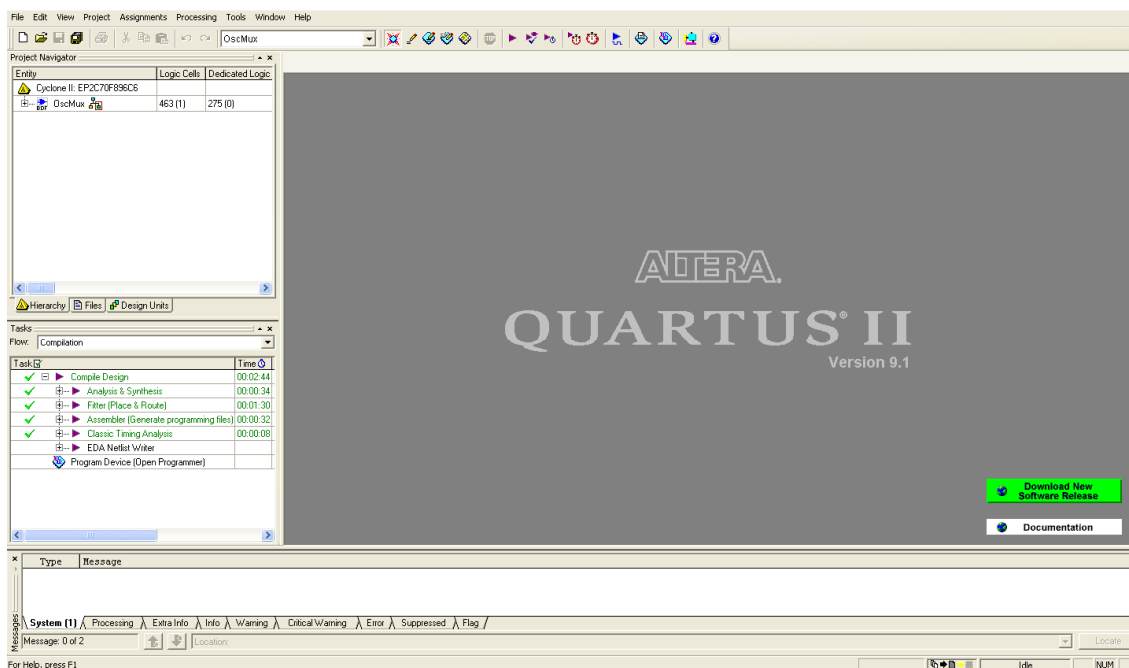 File Edit View Project Assignments Processing Tools Window Help
OscMux
Project Navigator
Entity Logic Cells Dedicated Logic
Cyclone II: EP2C70F896C6
OscMux 463 (1) 275 (0)
Hierarchy Files Design Units
Tasks
Flow: Compilation
Task Time
Compile Design 00:02:44
Analysis & Synthesis 00:00:34
Fitter (Place & Route) 00:01:30
Assembler (Generate programming files) 00:00:32
Classic Timing Analysis 00:00:08
EDA Netlist Writer
Program Device (Open Programmer)
ALTERA.
QUARTUS® II
Version 9.1
Download New
Software Release
Documentation
Type Message
System (1) Processing Extra Info Info Warning Critical Warning Error Suppressed Flag
Messages
Message: 0 of 2 Location: Locate
For Help, press F1 Idle NUM